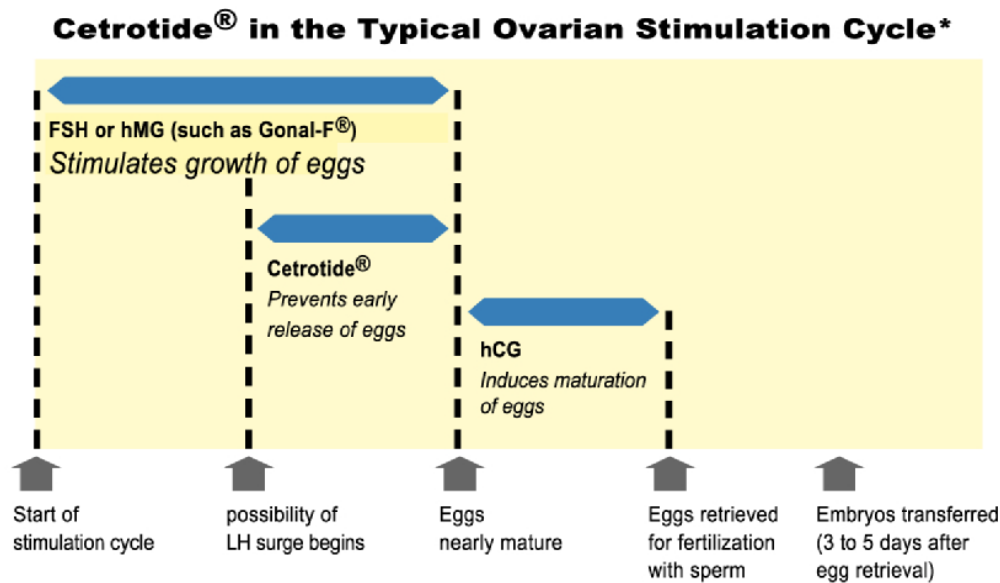 Cetrotide® in the Typical Ovarian Stimulation Cycle*
FSH or hMG (such as Gonal-F®)
Stimulates growth of eggs
Cetrotide®
Prevents early
release of eggs
hCG
Induces maturation
of eggs
Start of
stimulation cycle
possibility of
LH surge begins
Eggs
nearly mature
Eggs retrieved
for fertilization
with sperm
Embryos transferred
(3 to 5 days after
egg retrieval)